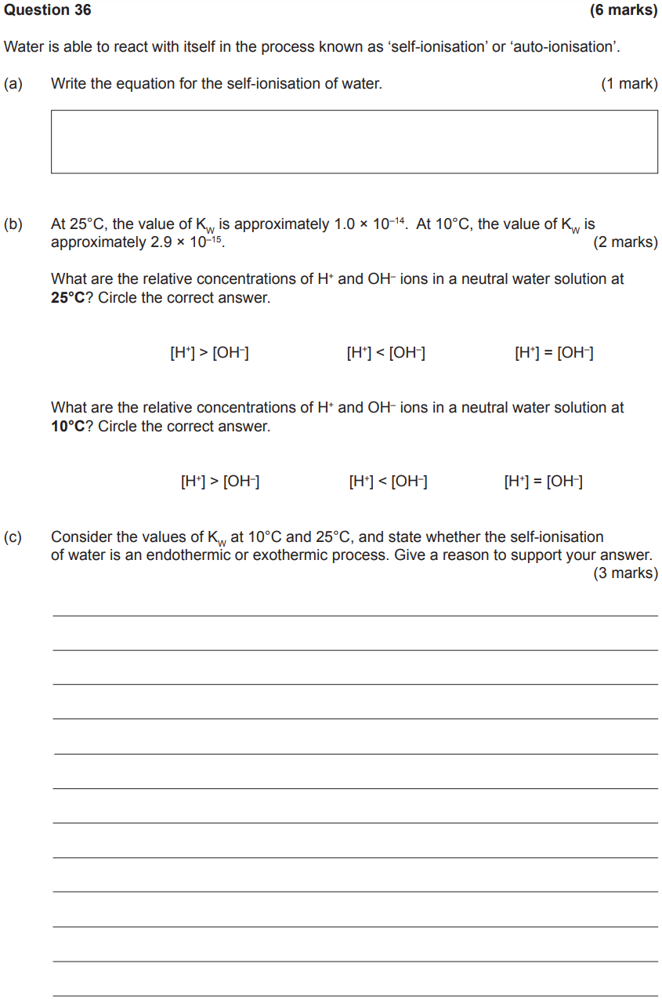 Question 36 (6 marks)
Water is able to react with itself in the process known as ‘self-ionisation’ or ‘auto-ionisation’.
(a) Write the equation for the self-ionisation of water. (1 mark)
(b) At 25°C, the value of K_W is approximately 1.0 × 10⁻¹⁴. At 10°C, the value of K_W is
approximately 2.9 × 10⁻¹⁵. (2 marks)
What are the relative concentrations of H⁺ and OH⁻ ions in a neutral water solution at
25°C? Circle the correct answer.
[H⁺] > [OH⁻] [H⁺] < [OH⁻] [H⁺] = [OH⁻]
What are the relative concentrations of H⁺ and OH⁻ ions in a neutral water solution at
10°C? Circle the correct answer.
[H⁺] > [OH⁻] [H⁺] < [OH⁻] [H⁺] = [OH⁻]
(c) Consider the values of K_W at 10°C and 25°C, and state whether the self-ionisation
of water is an endothermic or exothermic process. Give a reason to support your answer.
(3 marks)